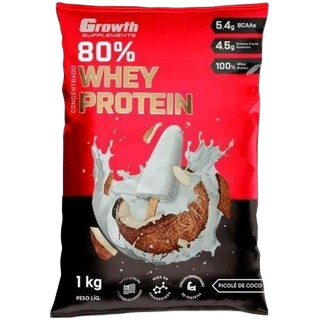 Growth
SUPPLEMENTS
80%
CONCENTRADO
WHEY
PROTEIN
5.4g BCAAs
4.5g
100%
1 kg
PESO LÍQ.
PICOLÉ DE COCO